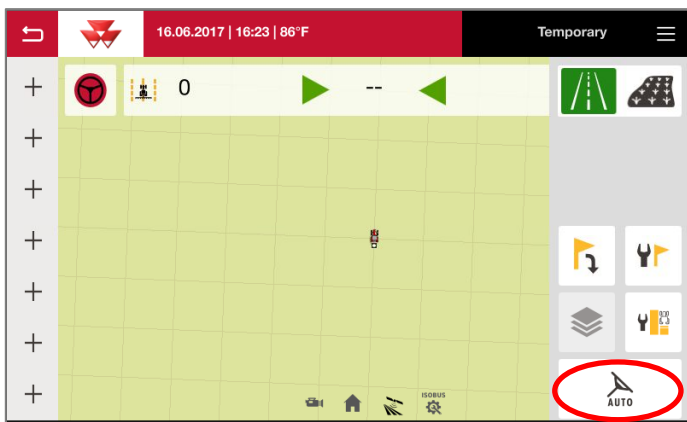 16.06.2017 | 16:23 | 86°F
Temporary
0
--
ISOBUS
AUTO